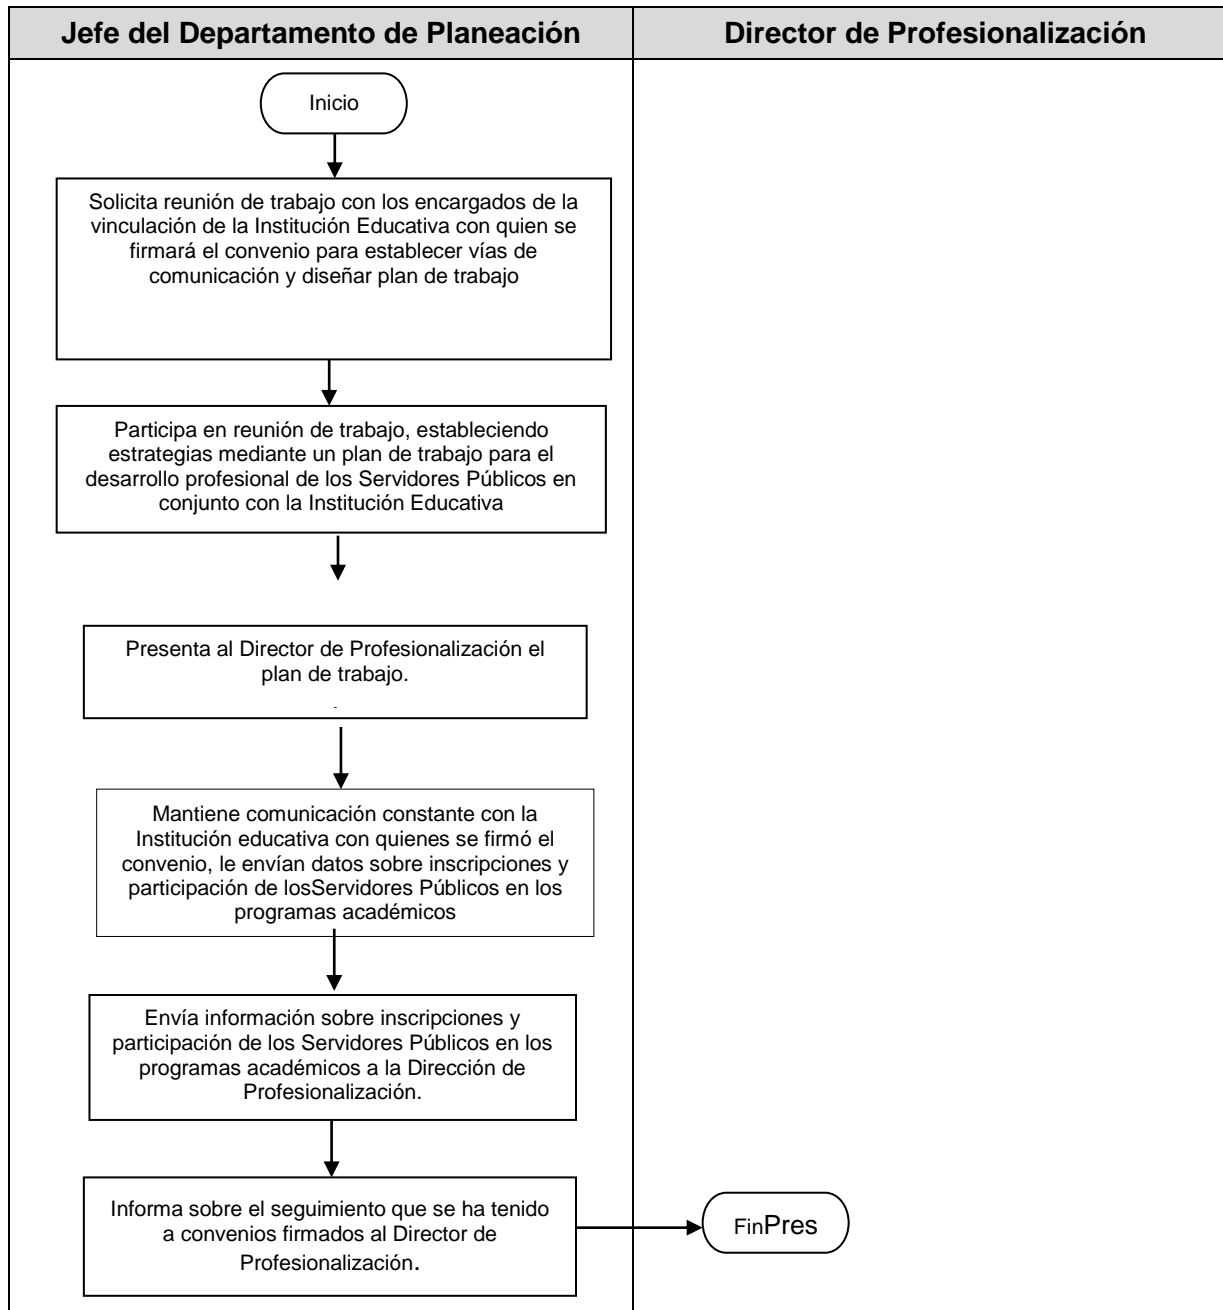 Jefe del Departamento de Planeación
Director de Profesionalización
Inicio
Solicita reunión de trabajo con los encargados de la
vinculación de la Institución Educativa con quien se
firmará el convenio para establecer vías de
comunicación y diseñar plan de trabajo
Participa en reunión de trabajo, estableciendo
estrategias mediante un plan de trabajo para el
desarrollo profesional de los Servidores Públicos en
conjunto con la Institución Educativa
Presenta al Director de Profesionalización el
plan de trabajo.
.
Mantiene comunicación constante con la
Institución educativa con quienes se firmó el
convenio, le envían datos sobre inscripciones y
participación de losServidores Públicos en los
programas académicos
Envía información sobre inscripciones y
participación de los Servidores Públicos en los
programas académicos a la Dirección de
Profesionalización.
Informa sobre el seguimiento que se ha tenido
a convenios firmados al Director de
Profesionalización.
FinPres